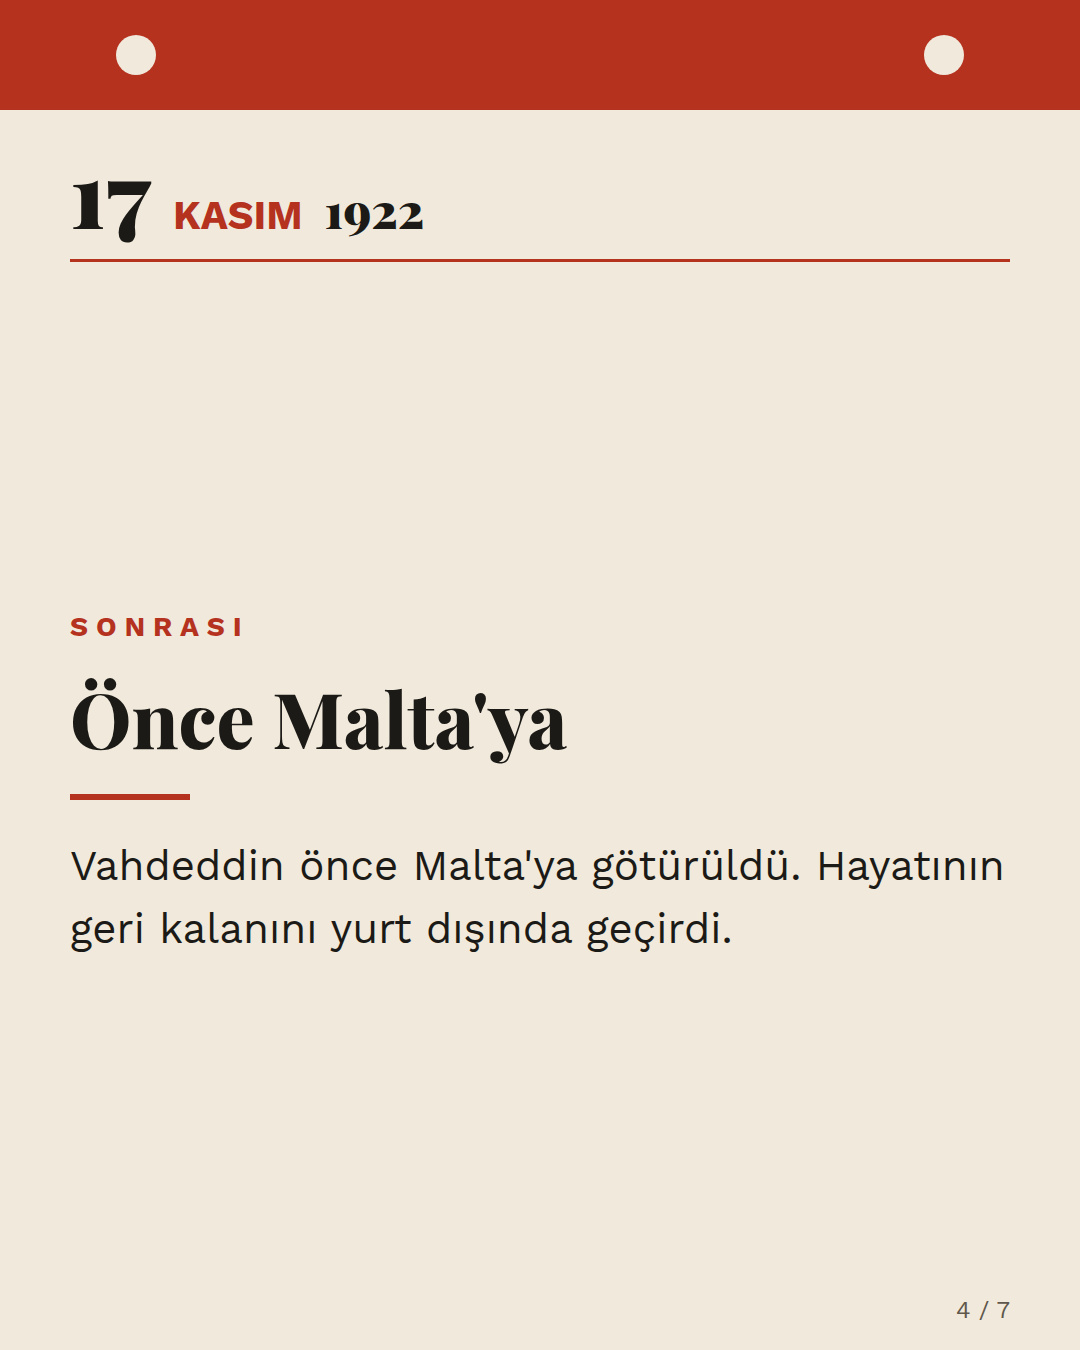 17 KASIM 1922
SONRASI
Önce Malta'ya
Vahdeddin önce Malta'ya götürüldü. Hayatının
geri kalanını yurt dışında geçirdi.
4 / 7